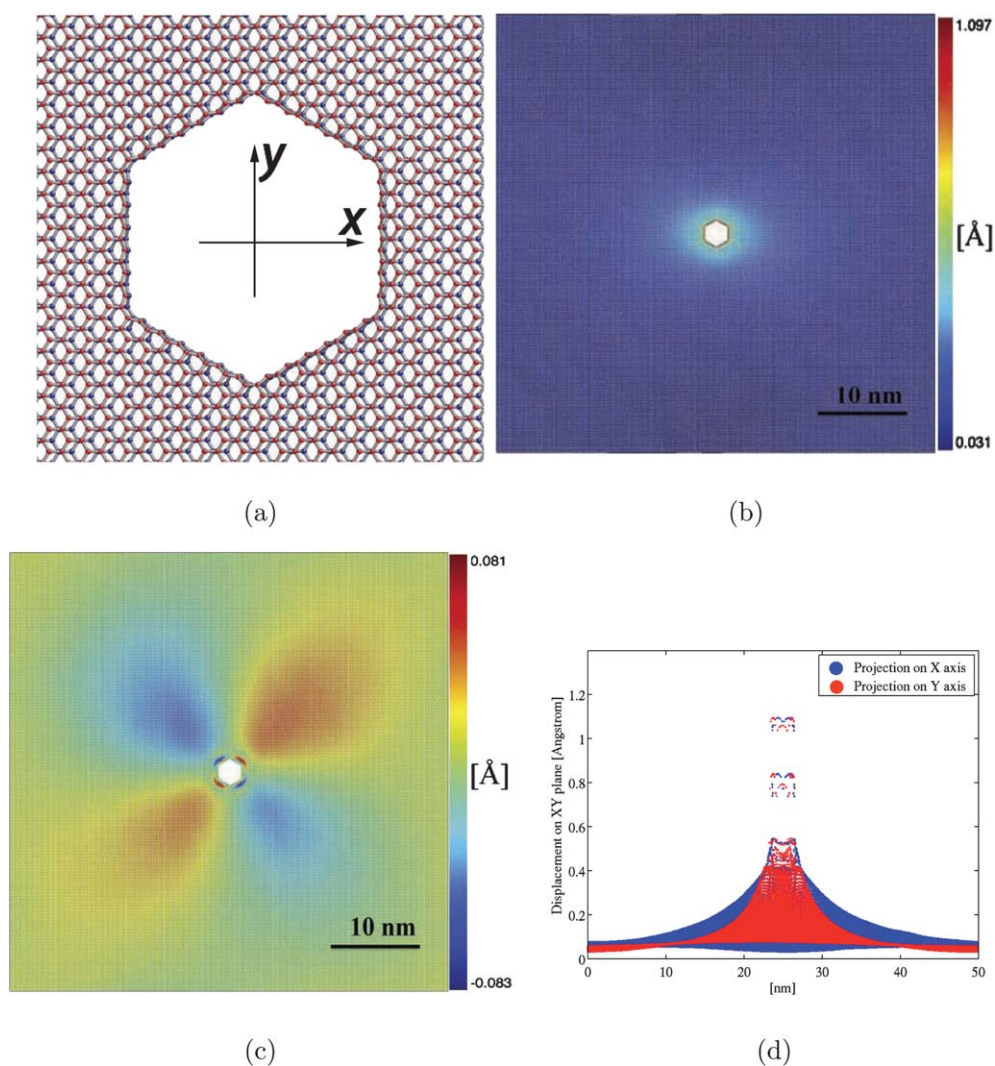 y
x
(a)
1.097
[Å]
10 nm
0.031
(b)
0.081
[Å]
10 nm
-0.083
(c)
Projection on X axis
Projection on Y axis
Displacement on XY plane [Angstrom]
1.2
1
0.8
0.6
0.4
0.2
0
0 10 20 30 40 50
[nm]
(d)